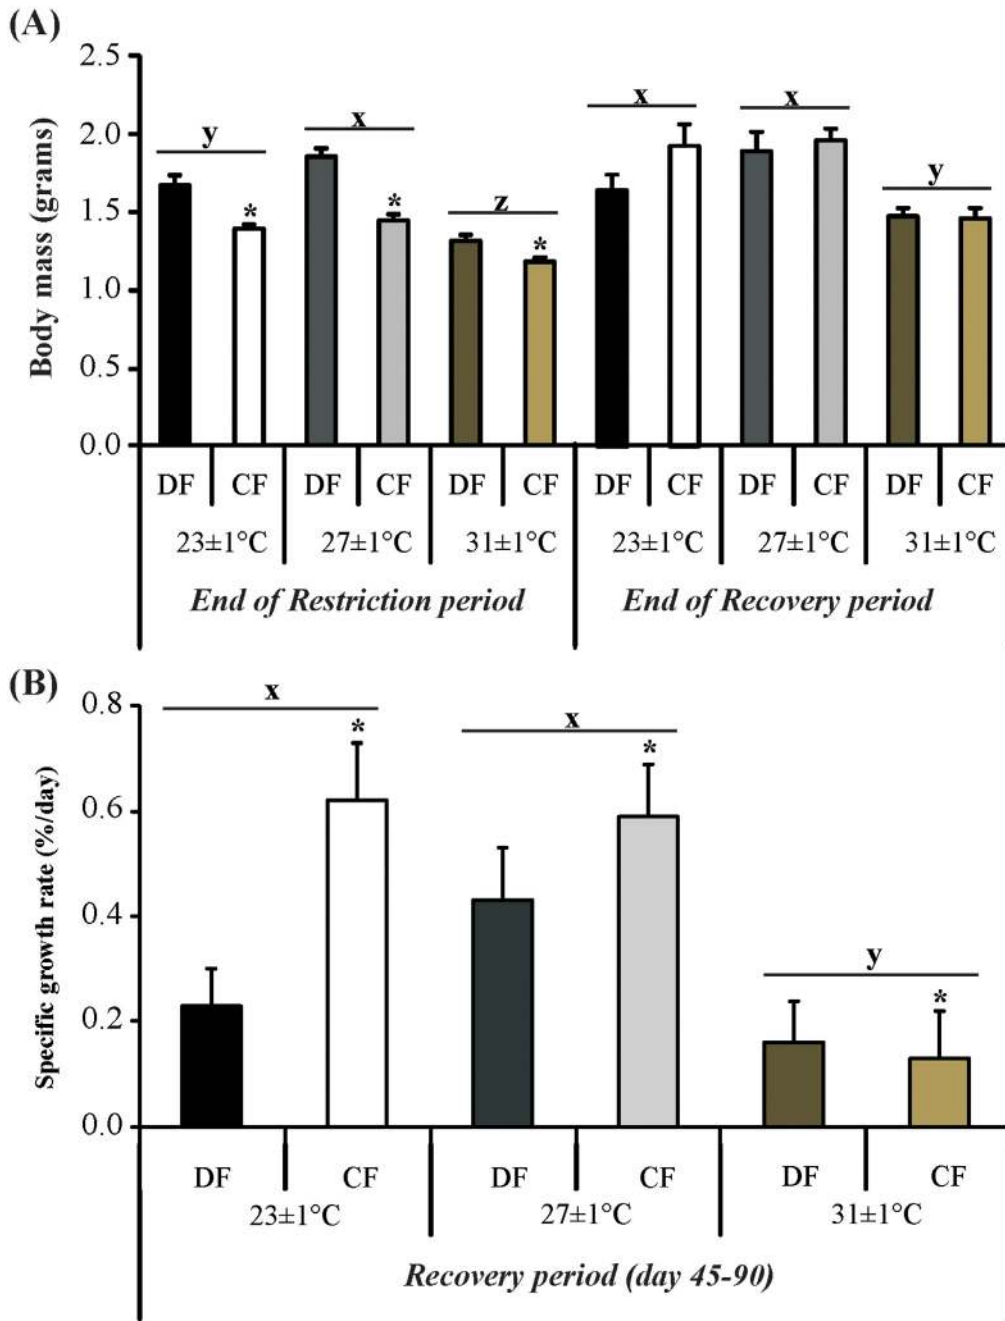 (A)
2.5
2.0
1.5
1.0
0.5
0.0
Body mass (grams)
y
*
x
*
z
*
x
x
y
DF CF DF CF DF CF DF CF DF CF DF CF
23±1°C 27±1°C 31±1°C 23±1°C 27±1°C 31±1°C
End of Restriction period End of Recovery period
(B)
0.8
0.6
0.4
0.2
0.0
Specific growth rate (%/day)
x
*
x
*
y
*
DF CF DF CF DF CF
23±1°C 27±1°C 31±1°C
Recovery period (day 45-90)